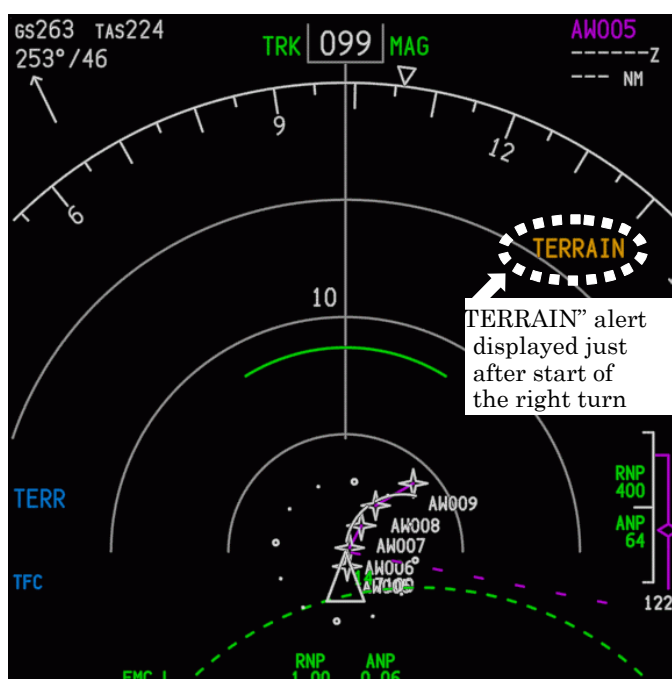 GS263 TAS224
253°/46
TRK 099 MAG
AW005
------Z
--- NM
6
9
12
TERRAIN
10
TERRAIN” alert
displayed just
after start of
the right turn
TERR
TFC
RNP
400
ANP
64
AW009
AW008
AW007
AW006
122
RNP ANP
1.00 0.06